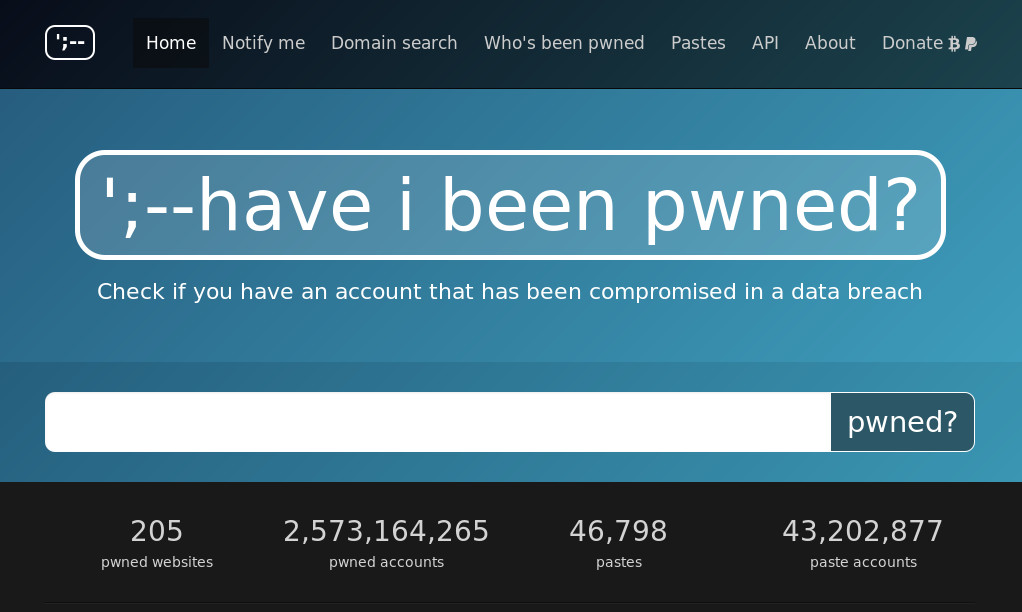 ';--
Home Notify me Domain search Who's been pwned Pastes API About Donate
';--have i been pwned?
Check if you have an account that has been compromised in a data breach
pwned?
205 2,573,164,265 46,798 43,202,877
pwned websites pwned accounts pastes paste accounts